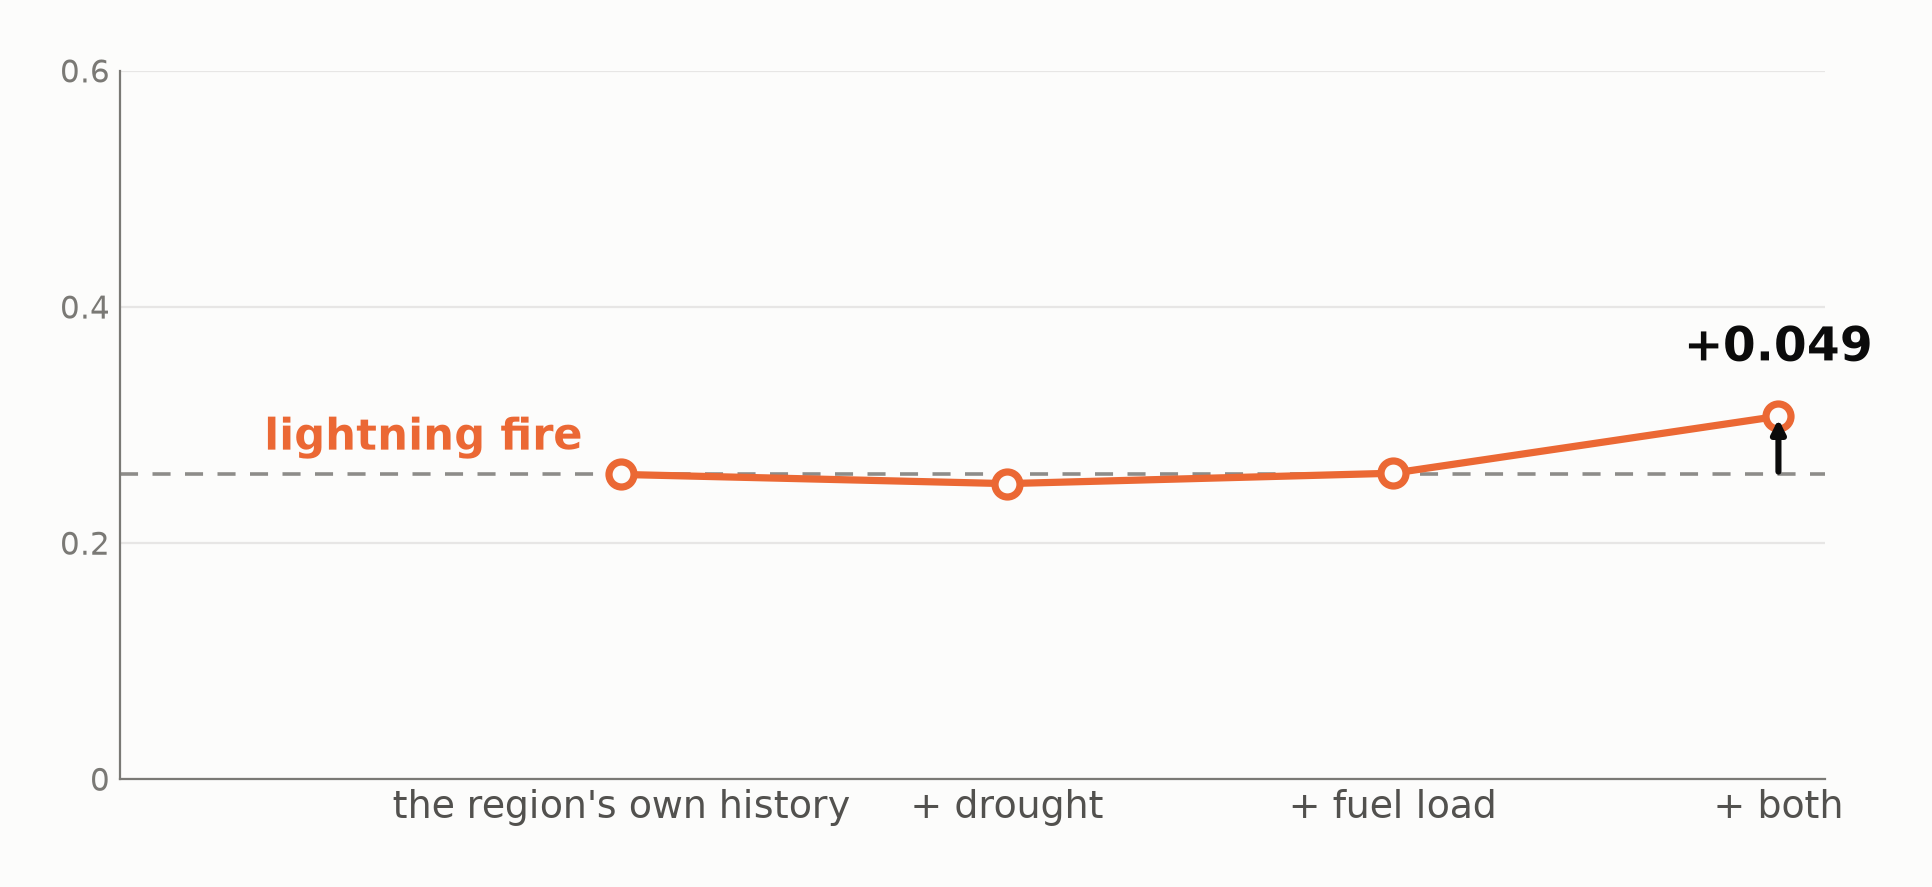 0.6
0.4
+0.049
lightning fire
0.2
0
the region's own history
+ drought
+ fuel load
+ both